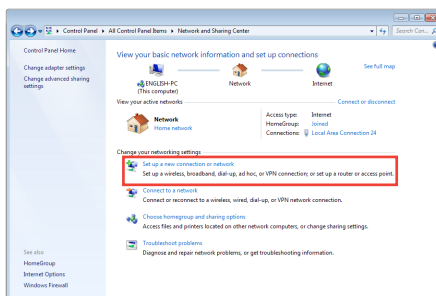 Control Panel ▸ All Control Panel Items ▸ Network and Sharing Center
Search Con...
Control Panel Home
Change adapter settings
Change advanced sharing
settings
View your basic network information and set up connections
See full map
ENGLISH-PC
(This computer)
Network
Internet
View your active networks
Connect or disconnect
Network
Home network
Access type: Internet
HomeGroup: Joined
Connections: Local Area Connection 24
Change your networking settings
Set up a new connection or network
Set up a wireless, broadband, dial-up, ad hoc, or VPN connection; or set up a router or access point.
Connect to a network
Connect or reconnect to a wireless, wired, dial-up, or VPN network connection.
Choose homegroup and sharing options
Access files and printers located on other network computers, or change sharing settings.
Troubleshoot problems
Diagnose and repair network problems, or get troubleshooting information.
See also
HomeGroup
Internet Options
Windows Firewall